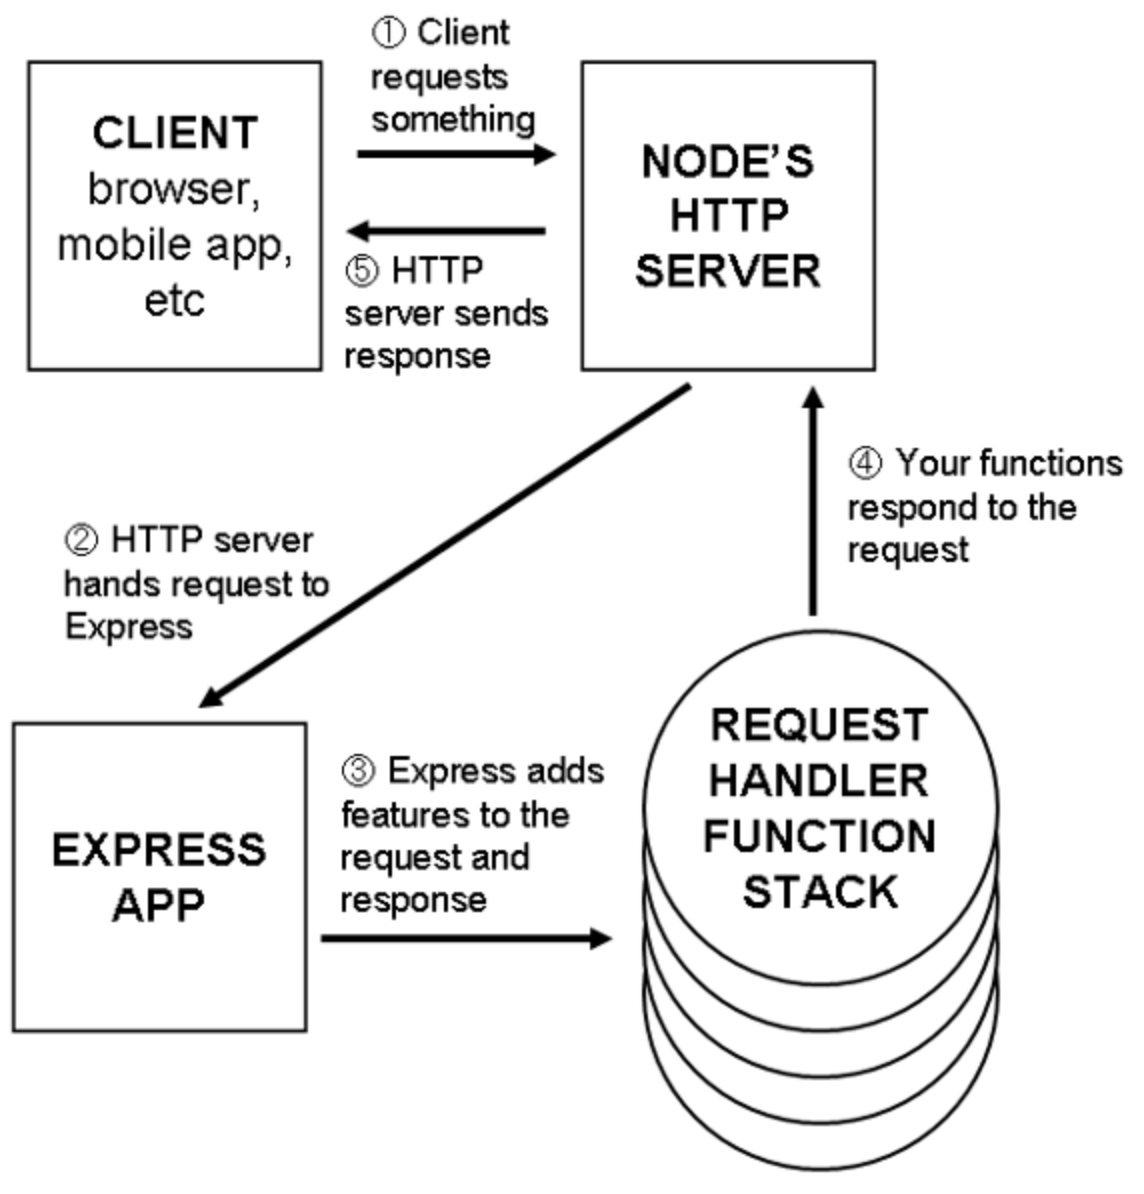 ① Client
requests
something
CLIENT
browser,
mobile app,
etc
NODE'S
HTTP
SERVER
⑤ HTTP
server sends
response
④ Your functions
respond to the
request
② HTTP server
hands request to
Express
③ Express adds
features to the
request and
response
EXPRESS
APP
REQUEST
HANDLER
FUNCTION
STACK